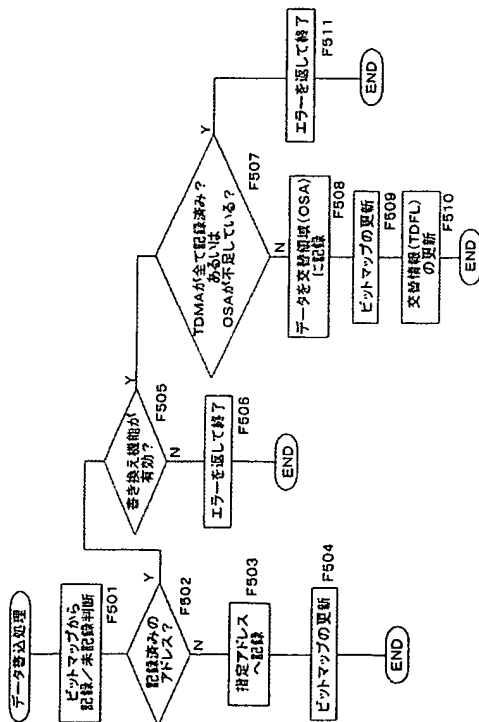 データ書込処理
ビットマップから
記録／未記録判断
F501
記録済みの
アドレス？
F502
Y
N
指定アドレス
へ記録
F503
ビットマップの更新
F504
END
書き換え機能が
有効？
F505
Y
N
エラーを返して終了
F506
END
TDMAが全て記録済み？
あるいは
OSAが不足している？
F507
Y
N
データを交替領域(OSA)
に記録
F508
ビットマップの更新
F509
交替情報(TDFL)
の更新
F510
END
エラーを返して終了
F511
END